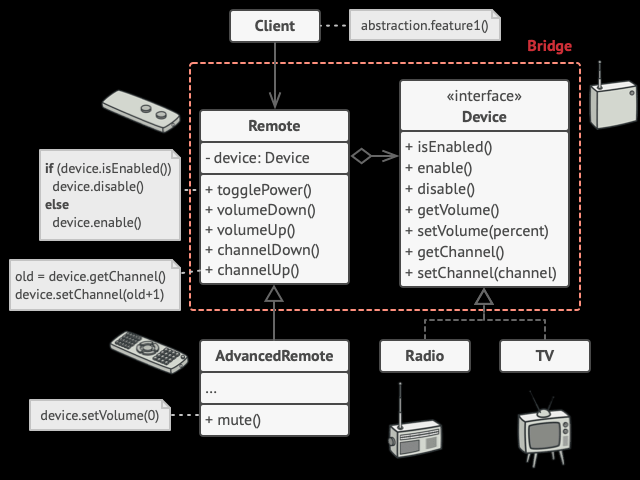 Client
abstraction.feature1()
Bridge
Remote
- device: Device
+ togglePower()
+ volumeDown()
+ volumeUp()
+ channelDown()
+ channelUp()
«interface»
Device
+ isEnabled()
+ enable()
+ disable()
+ getVolume()
+ setVolume(percent)
+ getChannel()
+ setChannel(channel)
if (device.isEnabled())
device.disable()
else
device.enable()
old = device.getChannel()
device.setChannel(old+1)
AdvancedRemote
...
+ mute()
device.setVolume(0)
Radio
TV